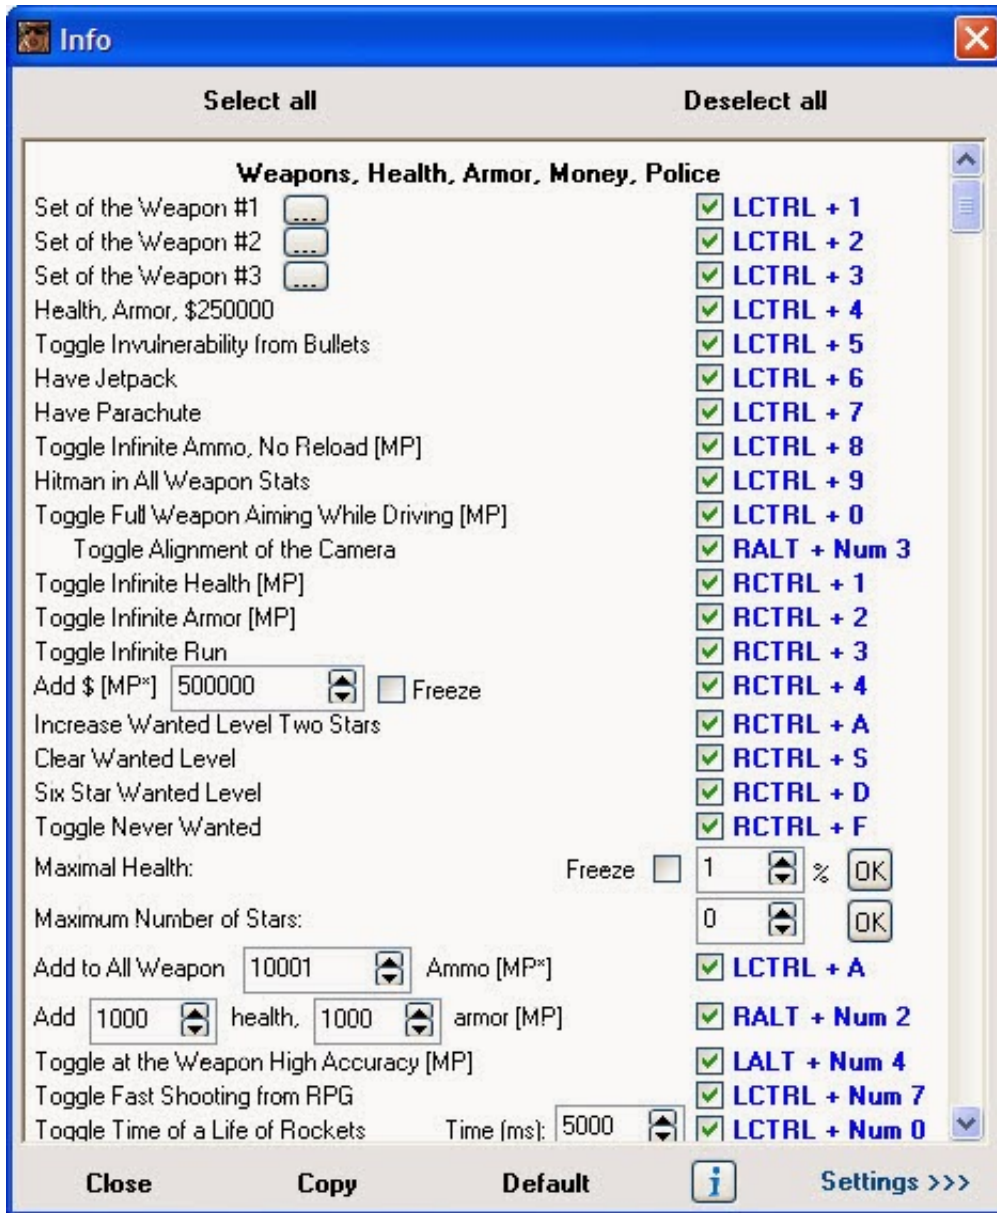 Info
Select all Deselect all
Weapons, Health, Armor, Money, Police
Set of the Weapon #1 ... LCTRL + 1
Set of the Weapon #2 ... LCTRL + 2
Set of the Weapon #3 ... LCTRL + 3
Health, Armor, $250000 LCTRL + 4
Toggle Invulnerability from Bullets LCTRL + 5
Have Jetpack LCTRL + 6
Have Parachute LCTRL + 7
Toggle Infinite Ammo, No Reload [MP] LCTRL + 8
Hitman in All Weapon Stats LCTRL + 9
Toggle Full Weapon Aiming While Driving [MP] LCTRL + 0
Toggle Alignment of the Camera RALT + Num 3
Toggle Infinite Health [MP] RCTRL + 1
Toggle Infinite Armor [MP] RCTRL + 2
Toggle Infinite Run RCTRL + 3
Add $ [MP*] 500000 Freeze RCTRL + 4
Increase Wanted Level Two Stars RCTRL + A
Clear Wanted Level RCTRL + S
Six Star Wanted Level RCTRL + D
Toggle Never Wanted RCTRL + F
Maximal Health: Freeze 1 % OK
Maximum Number of Stars: 0 OK
Add to All Weapon 10001 Ammo [MP*] LCTRL + A
Add 1000 health, 1000 armor [MP] RALT + Num 2
Toggle at the Weapon High Accuracy [MP] LALT + Num 4
Toggle Fast Shooting from RPG LCTRL + Num 7
Toggle Time of a Life of Rockets Time (ms): 5000 LCTRL + Num 0
Close Copy Default i Settings >>>